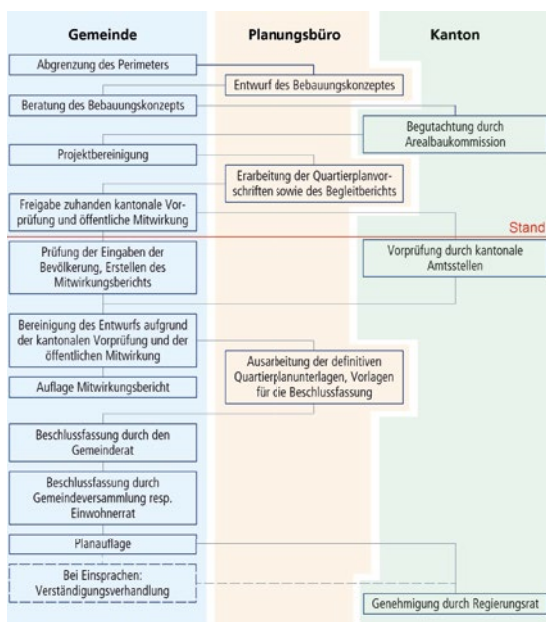 Gemeinde
Planungsbüro
Kanton
Abgrenzung des Perimeters
Entwurf des Bebauungskonzeptes
Beratung des Bebauungskonzepts
Begutachtung durch
Arealbaukommission
Projektbereinigung
Erarbeitung der Quartierplanvor-
schriften sowie des Begleitberichts
Freigabe zuhanden kantonale Vor-
prüfung und öffentliche Mitwirkung
Stand
Prüfung der Eingaben der
Bevölkerung, Erstellen des
Mitwirkungsberichts
Vorprüfung durch kantonale
Amtsstellen
Bereinigung des Entwurfs aufgrund
der kantonalen Vorprüfung und der
öffentlichen Mitwirkung
Ausarbeitung der definitiven
Quartierplanunterlagen, Vorlagen
für die Beschlussfassung
Auflage Mitwirkungsbericht
Beschlussfassung durch den
Gemeinderat
Beschlussfassung durch
Gemeindeversammlung resp.
Einwohnerrat
Planauflage
Bei Einsprachen:
Verständigungsverhandlung
Genehmigung durch Regierungsrat